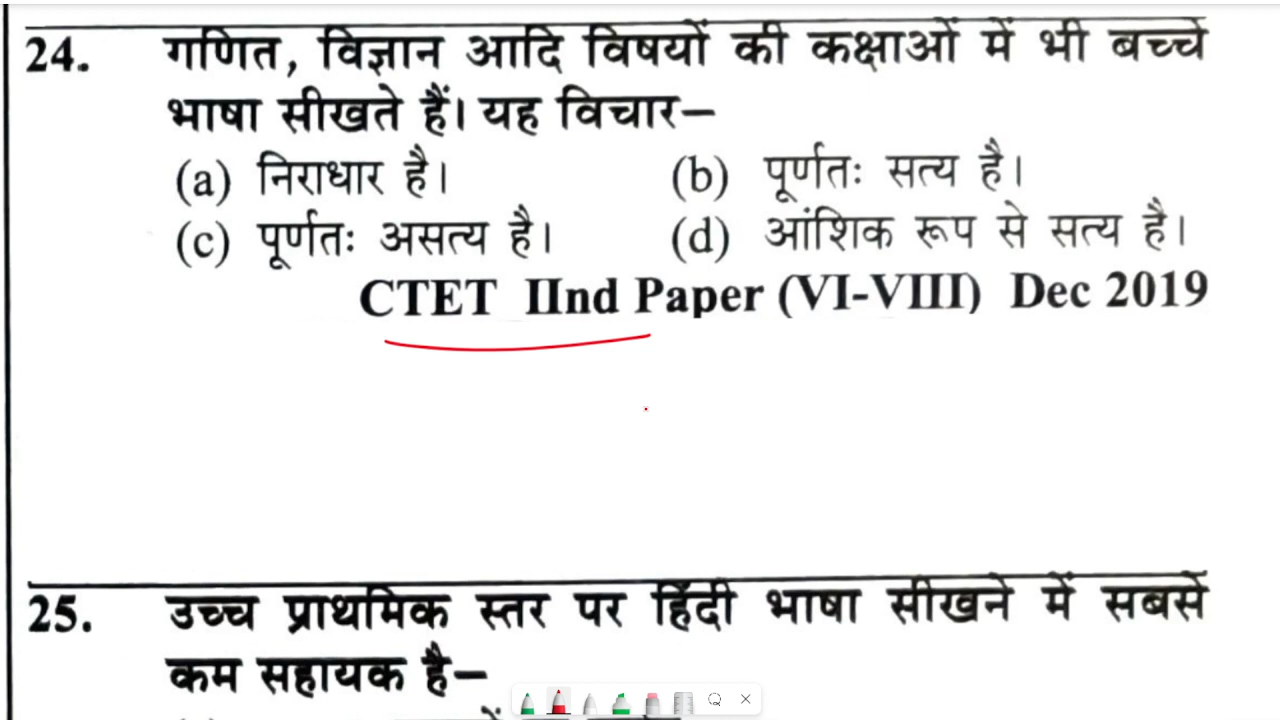 24. गणित, विज्ञान आदि विषयों की कक्षाओं में भी बच्चे
भाषा सीखते हैं। यह विचार–
(a) निराधार है। (b) पूर्णतः सत्य है।
(c) पूर्णतः असत्य है। (d) आंशिक रूप से सत्य है।
CTET IInd Paper (VI-VIII) Dec 2019
25. उच्च प्राथमिक स्तर पर हिंदी भाषा सीखने में सबसे
कम सहायक है–